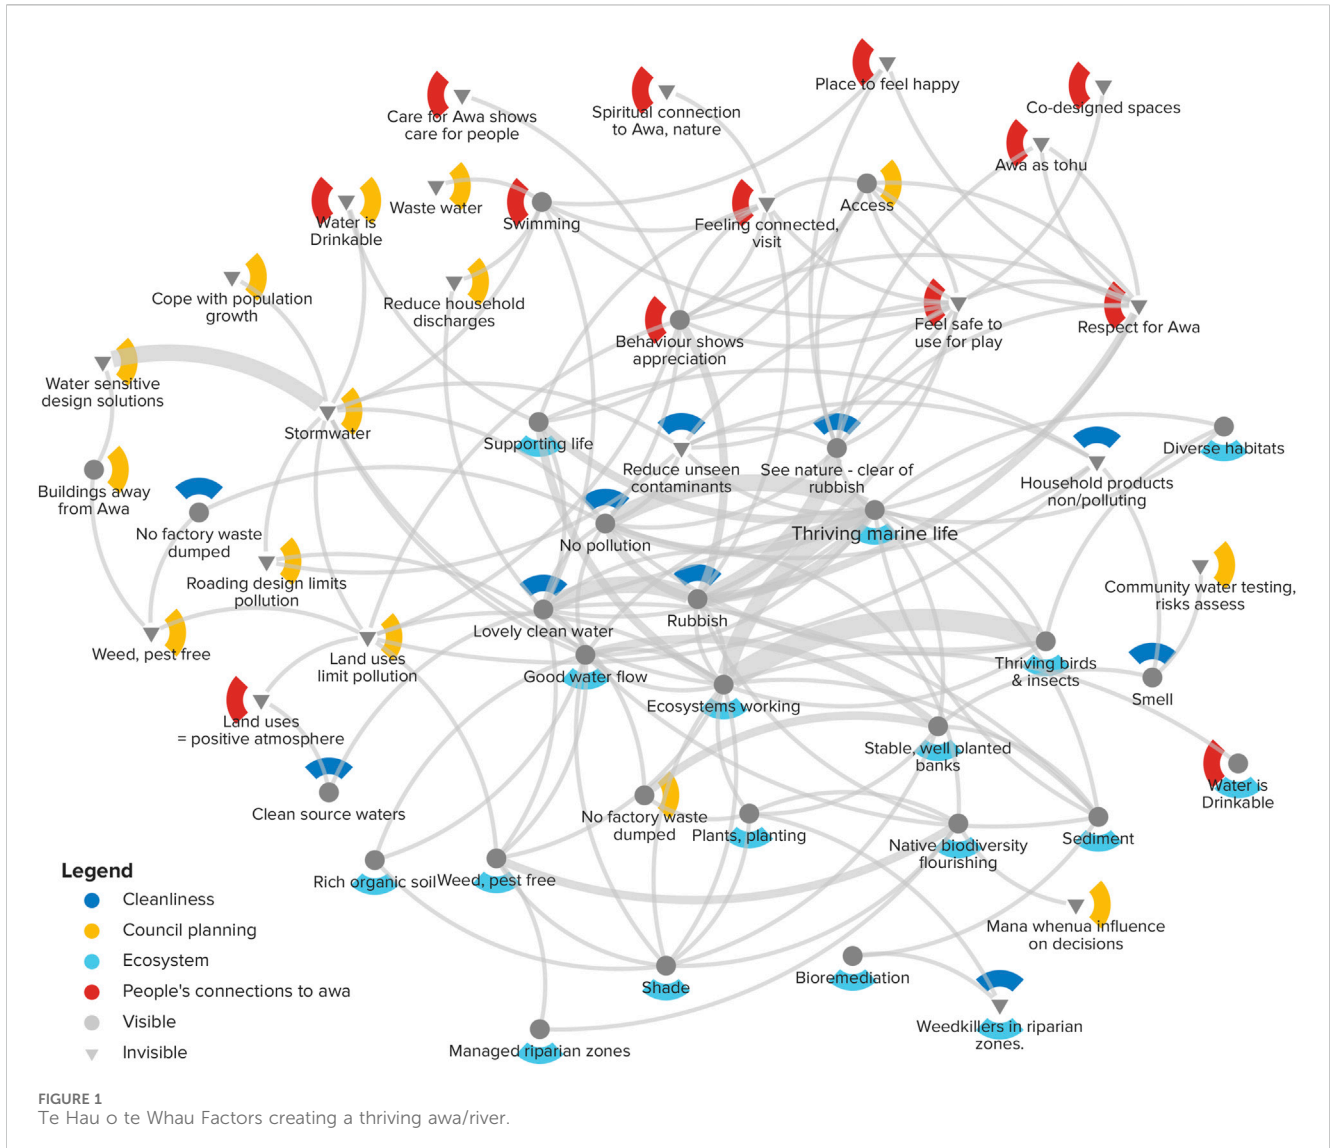 Place to feel happy
Care for Awa shows
care for people
Spiritual connection
to Awa, nature
Co-designed spaces
Awa as tohu
Water is
Drinkable
Waste water
Swimming
Feeling connected,
visit
Access
Cope with population
growth
Reduce household
discharges
Behaviour shows
appreciation
Feel safe to
use for play
Respect for Awa
Water sensitive
design solutions
Stormwater
Supporting life
Reduce unseen
contaminants
See nature - clear of
rubbish
Household products
non/polluting
Diverse habitats
Buildings away
from Awa
No factory waste
dumped
No pollution
Thriving marine life
Roading design limits
pollution
Community water testing,
risks assess
Weed, pest free
Land uses
limit pollution
Lovely clean water
Rubbish
Good water flow
Ecosystems working
Thriving birds
& insects
Smell
Land uses
= positive atmosphere
Stable, well planted
banks
Water is
Drinkable
Clean source waters
No factory waste
dumped
Plants, planting
Native biodiversity
flourishing
Sediment
Rich organic soil
Weed, pest free
Mana whenua influence
on decisions
Shade
Bioremediation
Weedkillers in riparian
zones.
Managed riparian zones
Legend
Cleanliness
Council planning
Ecosystem
People's connections to awa
Visible
Invisible
FIGURE 1
Te Hau o te Whau Factors creating a thriving awa/river.